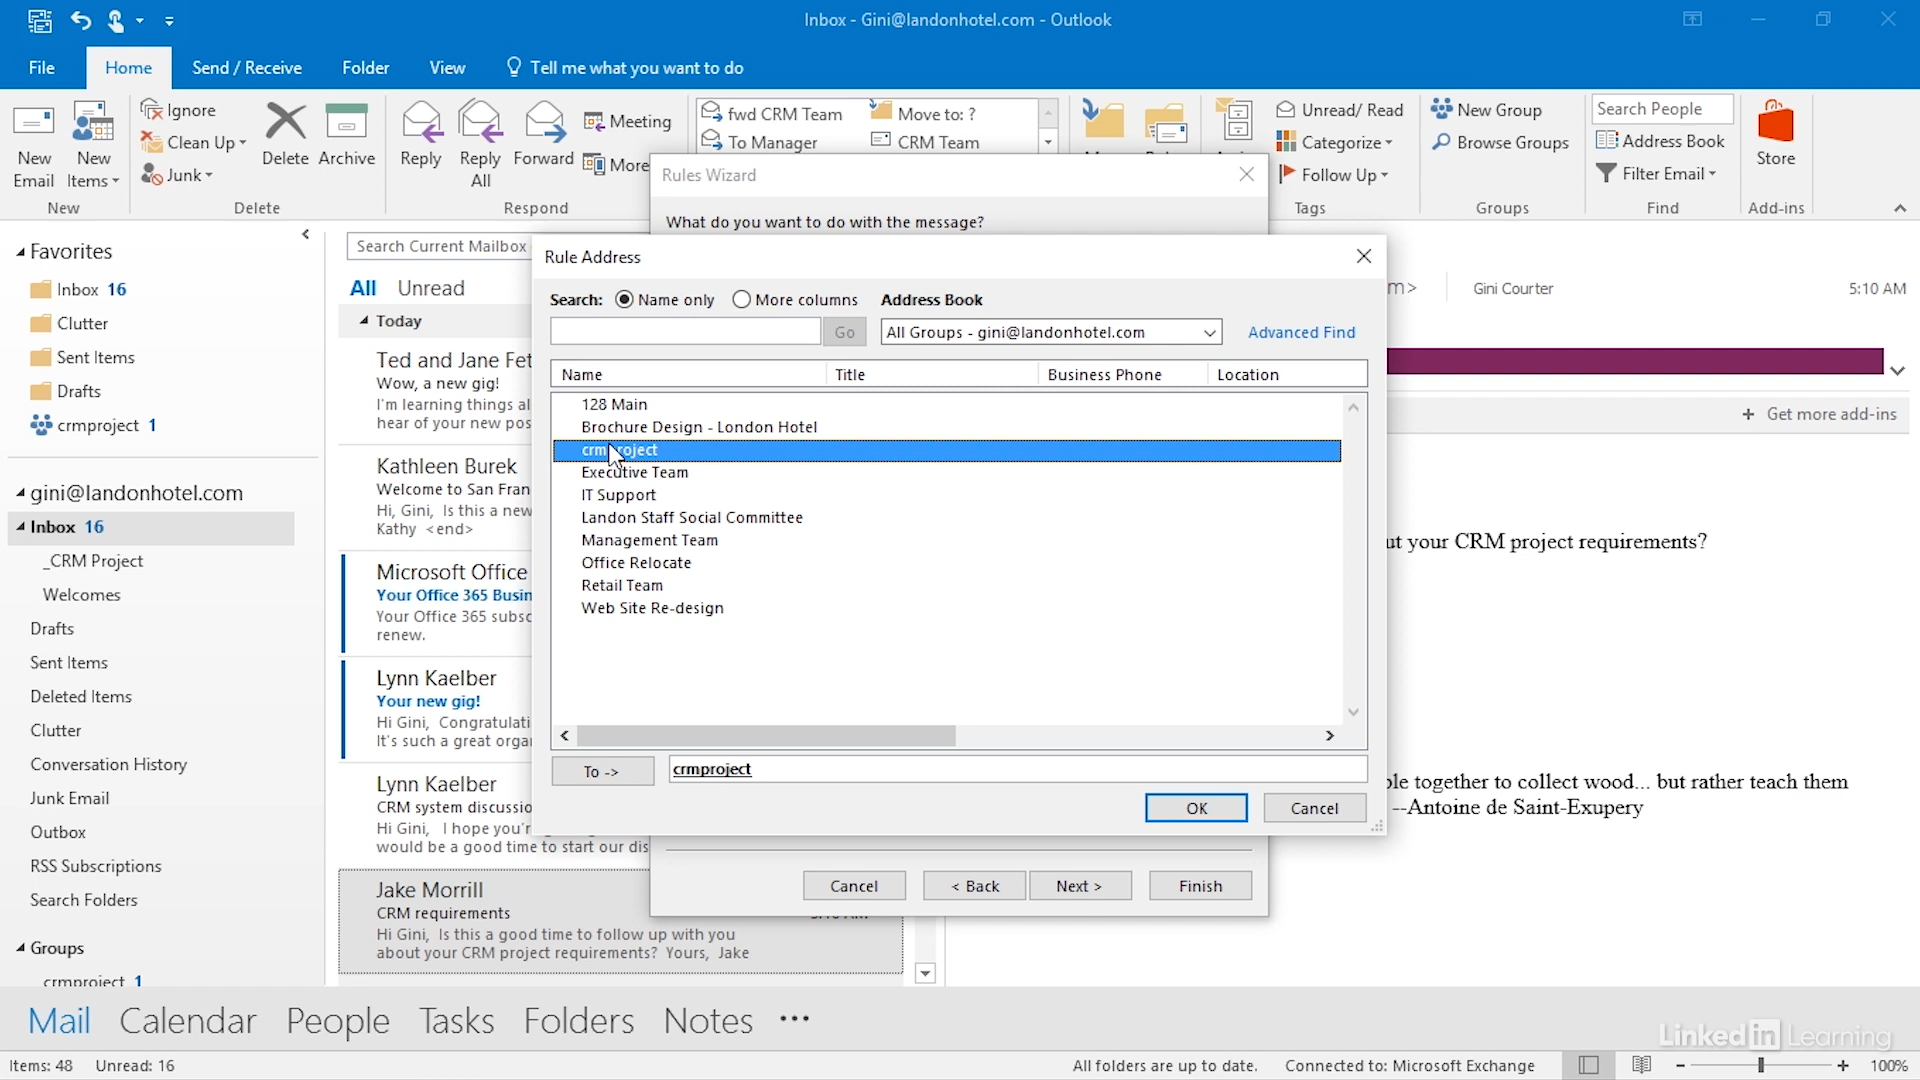 Inbox - Gini@landonhotel.com - Outlook
File
Home
Send / Receive
Folder
View
Tell me what you want to do
New
Email
New
Items
New
Ignore
Clean Up
Junk
Delete
Archive
Delete
Reply
Reply
All
Forward
Meeting
More
Respond
fwd CRM Team
To Manager
Move to: ?
CRM Team
Unread/ Read
Categorize
Follow Up
Tags
New Group
Browse Groups
Groups
Search People
Address Book
Filter Email
Find
Store
Add-ins
Favorites
Inbox 16
Clutter
Sent Items
Drafts
crmproject 1
gini@landonhotel.com
Inbox 16
_CRM Project
Welcomes
Drafts
Sent Items
Deleted Items
Clutter
Conversation History
Junk Email
Outbox
RSS Subscriptions
Search Folders
Groups
crmproject 1
Search Current Mailbox
All Unread
Today
Ted and Jane Fet
Wow, a new gig!
I'm learning things al
hear of your new pos
Kathleen Burek
Welcome to San Fran
Hi, Gini, Is this a new
Kathy <end>
Microsoft Office
Your Office 365 Busin
Your Office 365 subsc
renew.
Lynn Kaelber
Your new gig!
Hi Gini, Congratulati
It's such a great orga
Lynn Kaelber
CRM system discussio
Hi Gini, I hope you'r
would be a good time to start our dis
Jake Morrill
CRM requirements
Hi Gini, Is this a good time to follow up with you
about your CRM project requirements? Yours, Jake
Rules Wizard
What do you want to do with the message?
Rule Address
Search:
Name only
More columns
Address Book
Go
All Groups - gini@landonhotel.com
Advanced Find
Name Title Business Phone Location
128 Main
Brochure Design - London Hotel
crmproject
Executive Team
IT Support
Landon Staff Social Committee
Management Team
Office Relocate
Retail Team
Web Site Re-design
To ->
crmproject
OK
Cancel
Cancel
< Back
Next >
Finish
m>
Gini Courter
5:10 AM
+ Get more add-ins
ut your CRM project requirements?
ple together to collect wood... but rather teach them
--Antoine de Saint-Exupery
Mail Calendar People Tasks Folders Notes •••
Linked in Learning
Items: 48 Unread: 16
All folders are up to date.
Connected to: Microsoft Exchange
100%